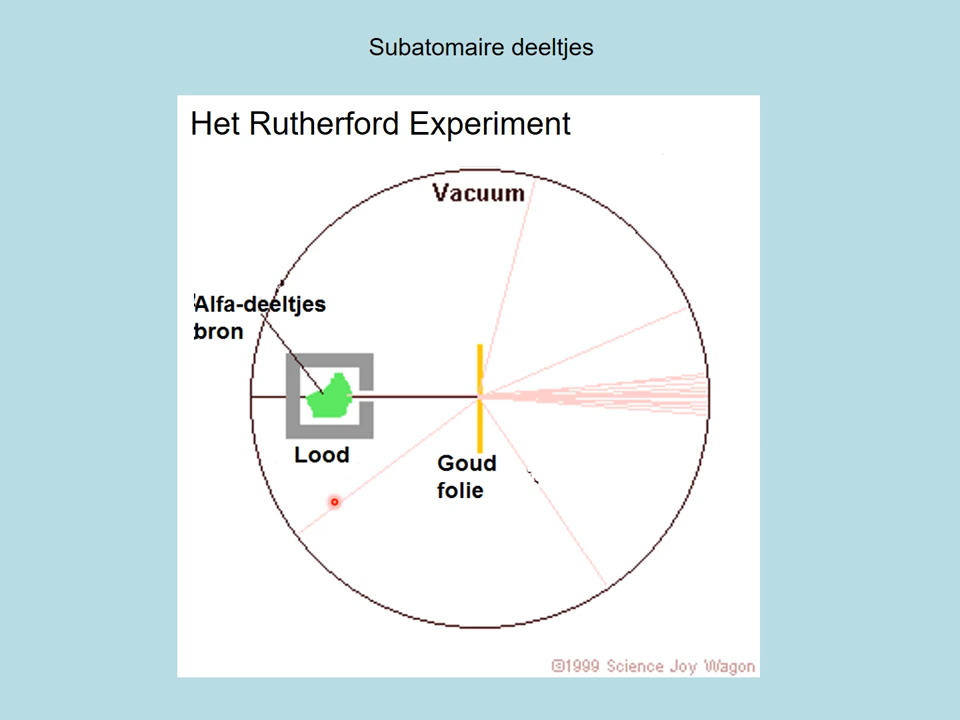 Subatomaire deeltjes
Het Rutherford Experiment
Vacuum
Alfa-deeltjes
bron
Lood
Goud
folie
©1999 Science Joy Wagon